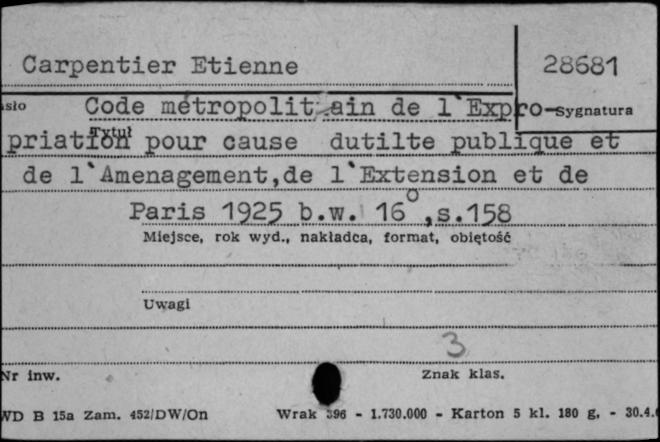 Carpentier Etienne
28681
Sygnatura
Code métropolitain de l'Expro-
Tytuł
priation pour cause dutilte publique et
de l'Amenagement, de l'Extension et de
Paris 1925 b.w. 16°, s.158
Miejsce, rok wyd., nakładca, format, obiętość
Uwagi
3
Nr inw.
Znak klas.
WD B 15a Zam. 452/DW/On Wrak 396 - 1.730.000 - Karton 5 kl. 180 g. - 30.4.